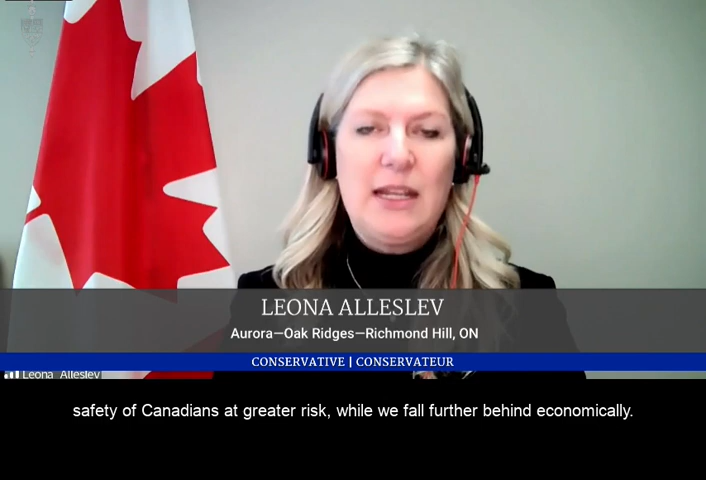 LEONA ALLESLEV
Aurora—Oak Ridges—Richmond Hill, ON
CONSERVATIVE | CONSERVATEUR
Leona Alleslev
safety of Canadians at greater risk, while we fall further behind economically.